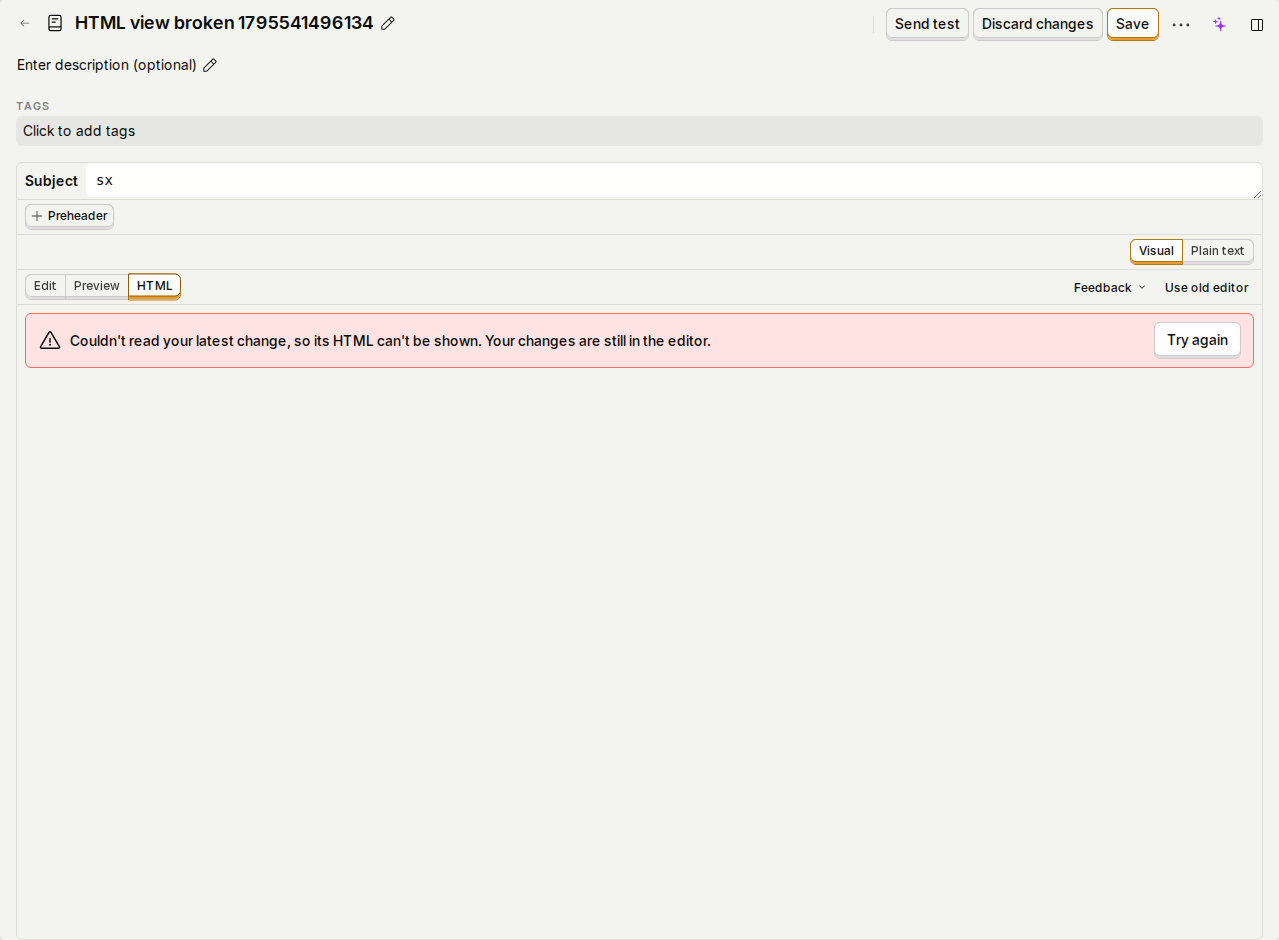 HTML view broken 1795541496134
Send test
Discard changes
Save
Enter description (optional)
TAGS
Click to add tags
Subject
sx
Preheader
Visual
Plain text
Edit
Preview
HTML
Feedback
Use old editor
Couldn't read your latest change, so its HTML can't be shown. Your changes are still in the editor.
Try again